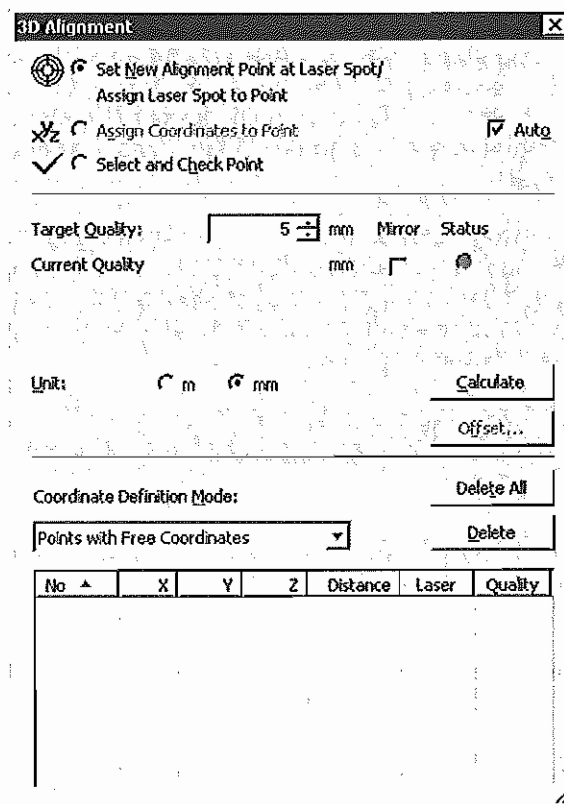 3D Alignment
Set New Alignment Point at Laser Spot/
Assign Laser Spot to Point
xyz Assign Coordinates to Point Auto
Select and Check Point
Target Quality: 5 mm Mirror Status
Current Quality mm
Unit: m mm Calculate
Offset...
Coordinate Definition Mode: Delete All
Points with Free Coordinates Delete
No X Y Z Distance Laser Quality